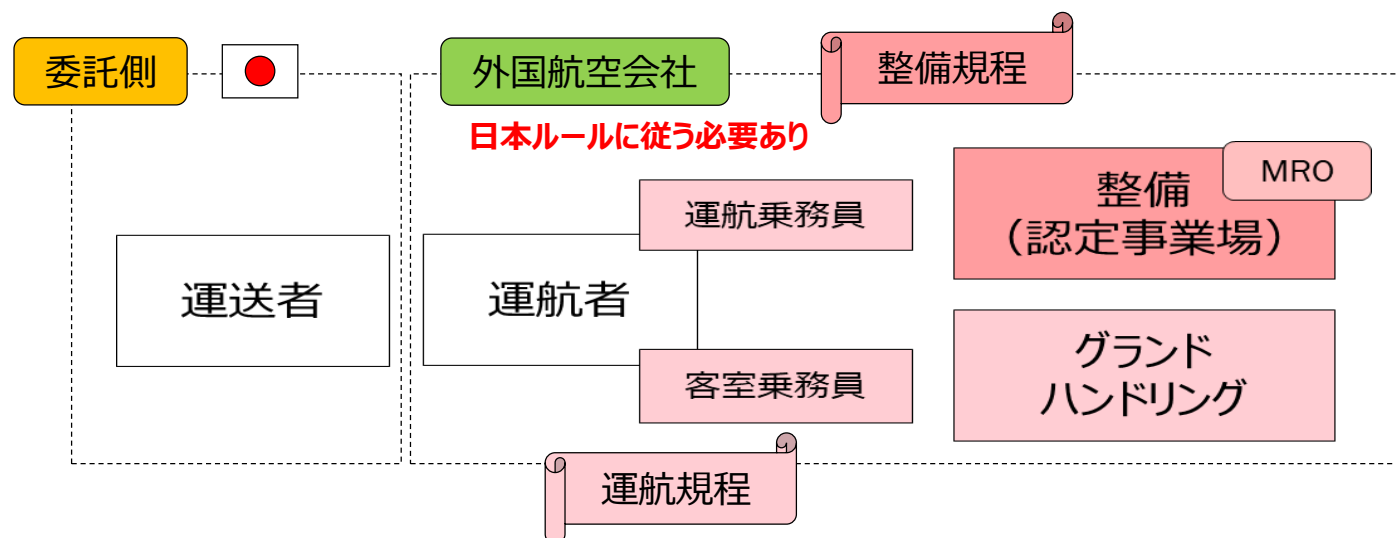 委託側
外国航空会社
整備規程
日本ルールに従う必要あり
運送者
運航者
運航乗務員
客室乗務員
整備
（認定事業場）
MRO
グランド
ハンドリング
運航規程